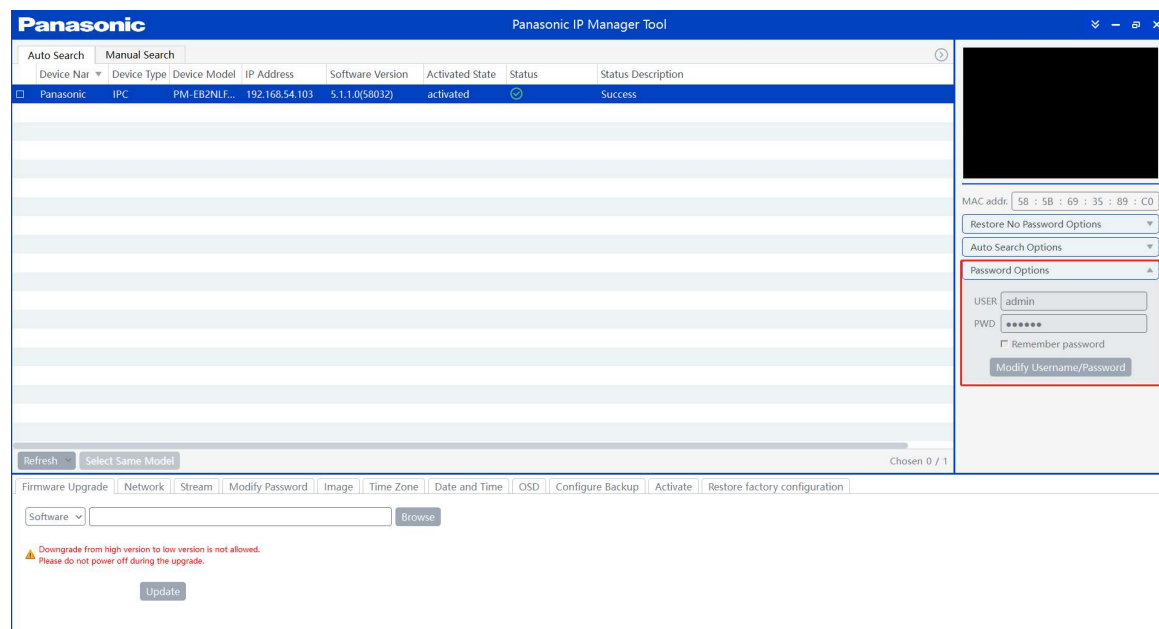 Panasonic
Panasonic IP Manager Tool
Auto Search Manual Search
Device Nar Device Type Device Model IP Address Software Version Activated State Status Status Description
Panasonic IPC PM-EB2NLF... 192.168.54.103 5.1.1.0(58032) activated Success
MAC addr. 58 : 5B : 69 : 35 : 89 : C0
Restore No Password Options
Auto Search Options
Password Options
USER admin
PWD ●●●●●●
Remember password
Modify Username/Password
Refresh Select Same Model Chosen 0 / 1
Firmware Upgrade Network Stream Modify Password Image Time Zone Date and Time OSD Configure Backup Activate Restore factory configuration
Software Browse
Downgrade from high version to low version is not allowed.
Please do not power off during the upgrade.
Update